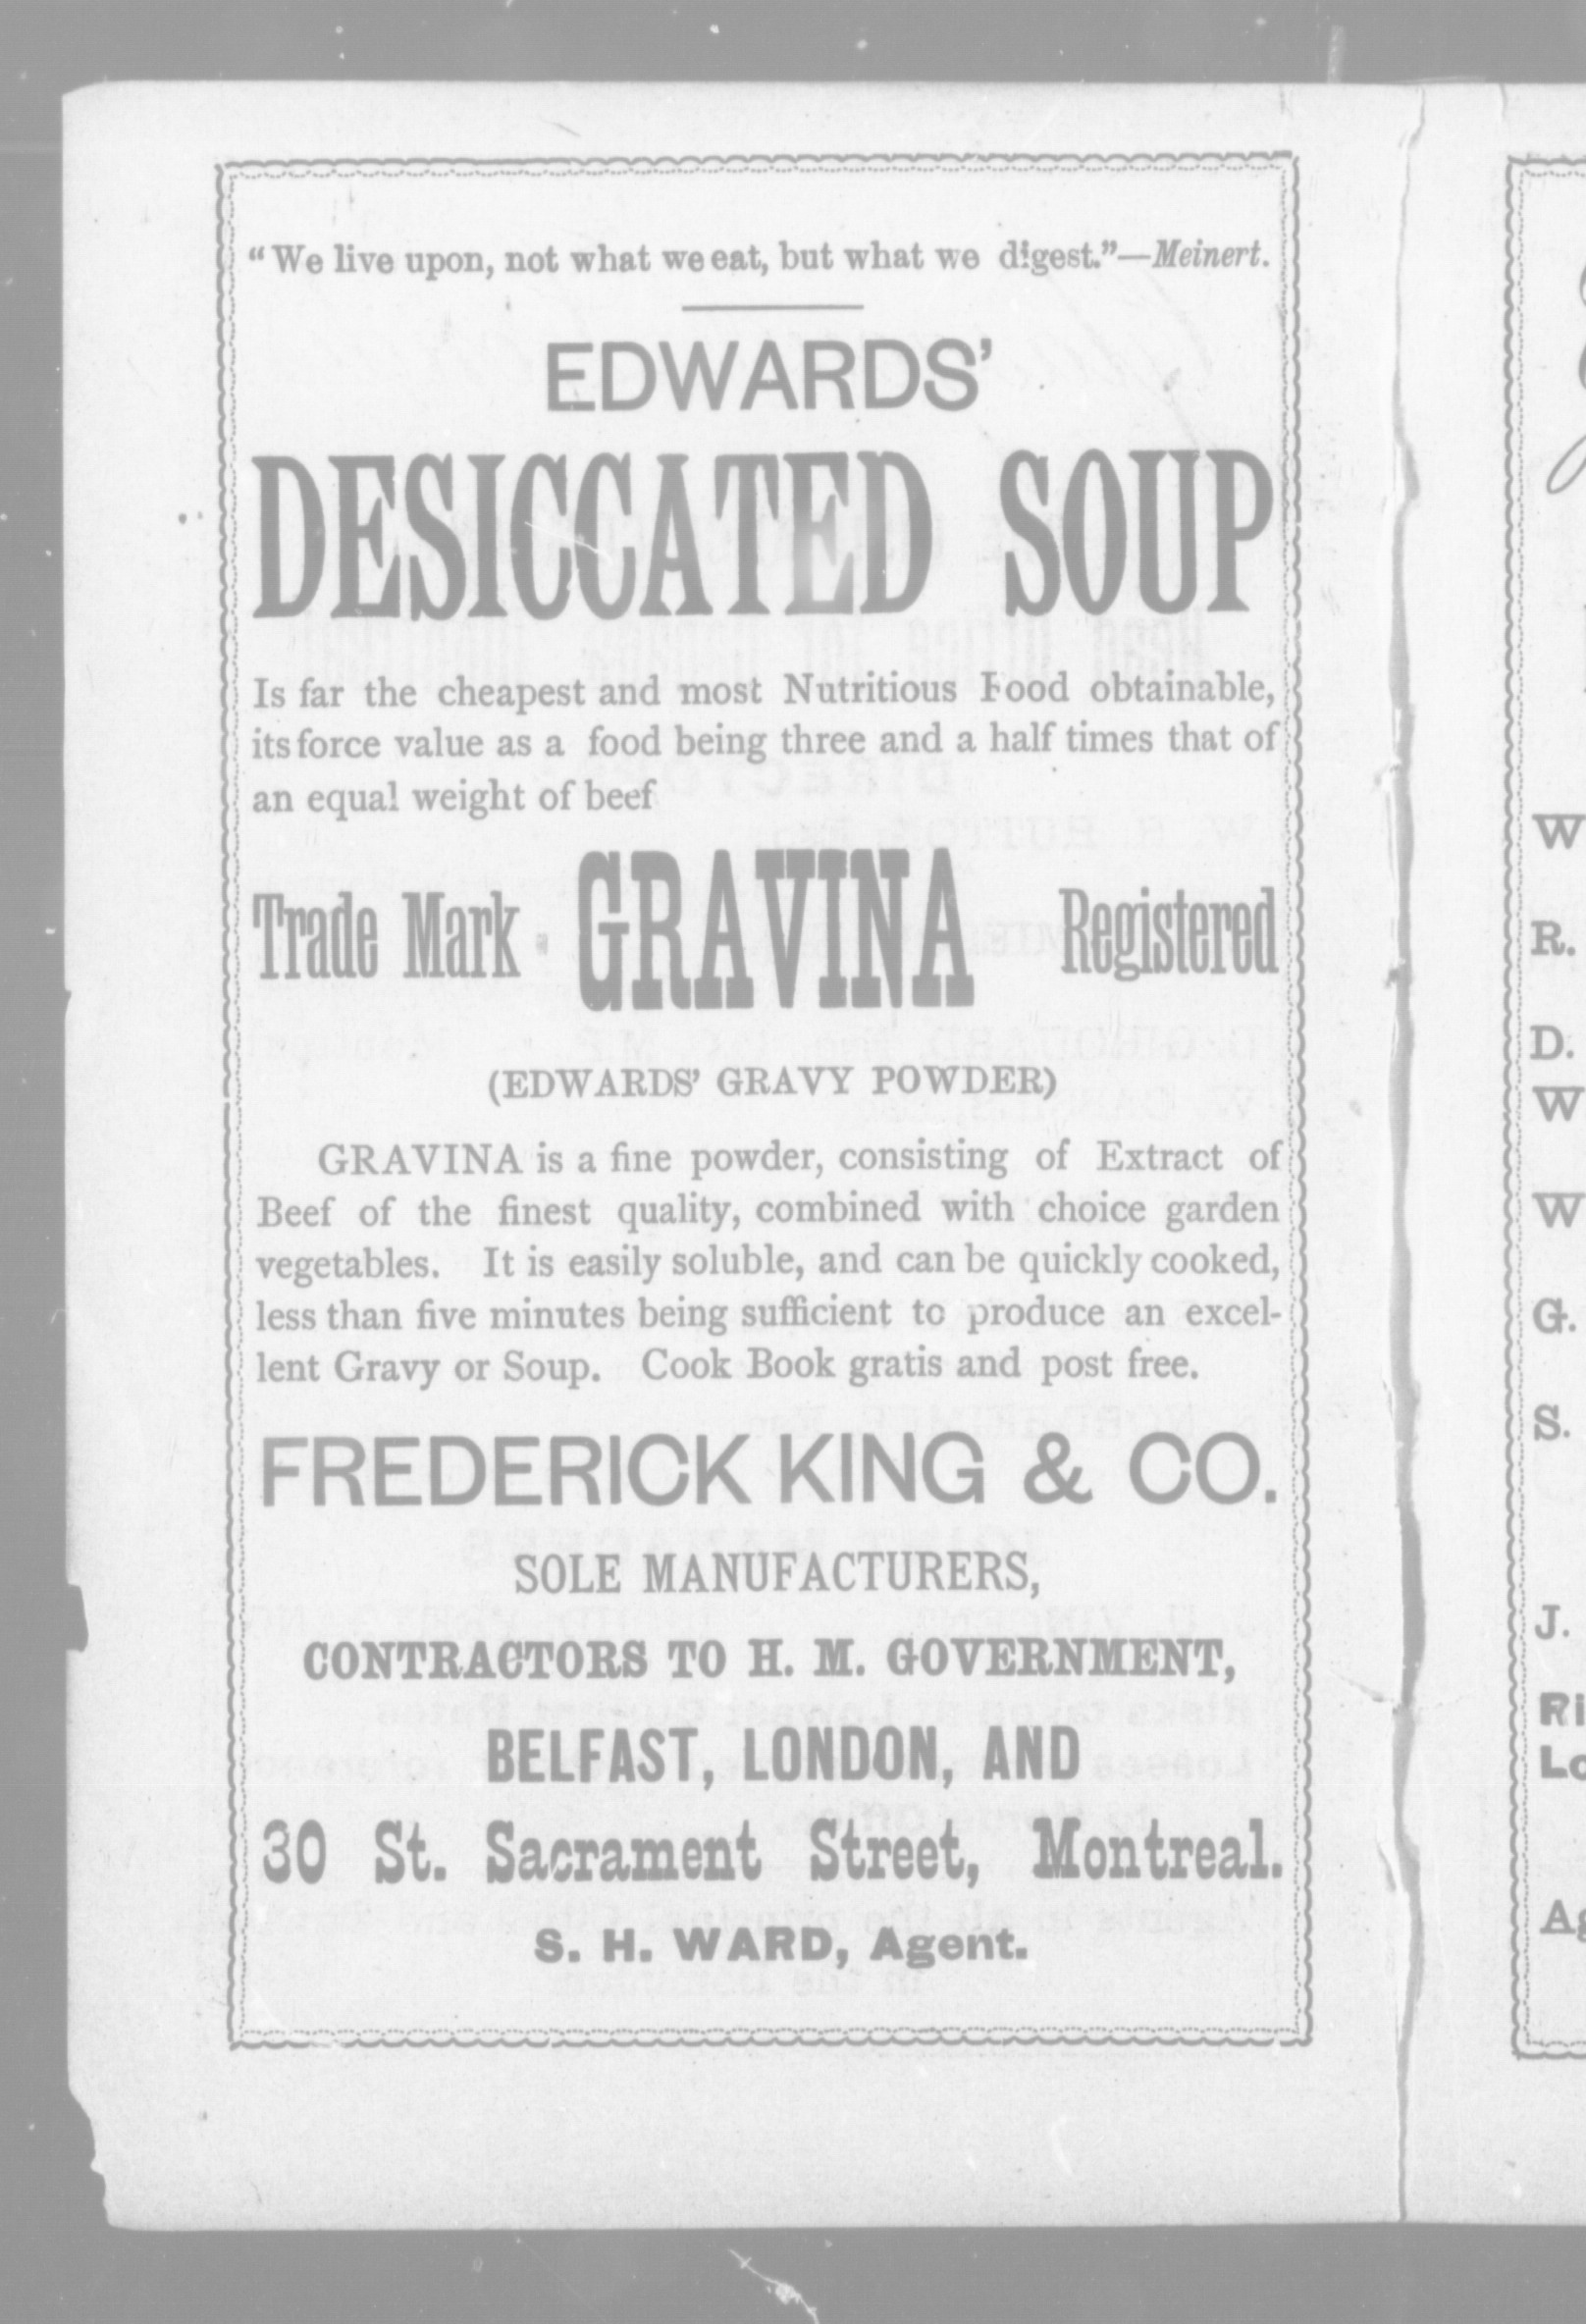 "We live upon, not what we eat, but what we digest."—Meinert.
EDWARDS'
DESICCATED SOUP
Is far the cheapest and most Nutritious Food obtainable,
its force value as a food being three and a half times that of
an equal weight of beef
Trade Mark GRAVINA Registered
(EDWARDS' GRAVY POWDER)
GRAVINA is a fine powder, consisting of Extract of
Beef of the finest quality, combined with choice garden
vegetables. It is easily soluble, and can be quickly cooked,
less than five minutes being sufficient to produce an excel-
lent Gravy or Soup. Cook Book gratis and post free.
FREDERICK KING & CO.
SOLE MANUFACTURERS,
CONTRACTORS TO H. M. GOVERNMENT,
BELFAST, LONDON, AND
30 St. Sacrament Street, Montreal.
S. H. WARD, Agent.
W
R.
D.
W
W
G.
S.
J.
Ri
Lo
Ag